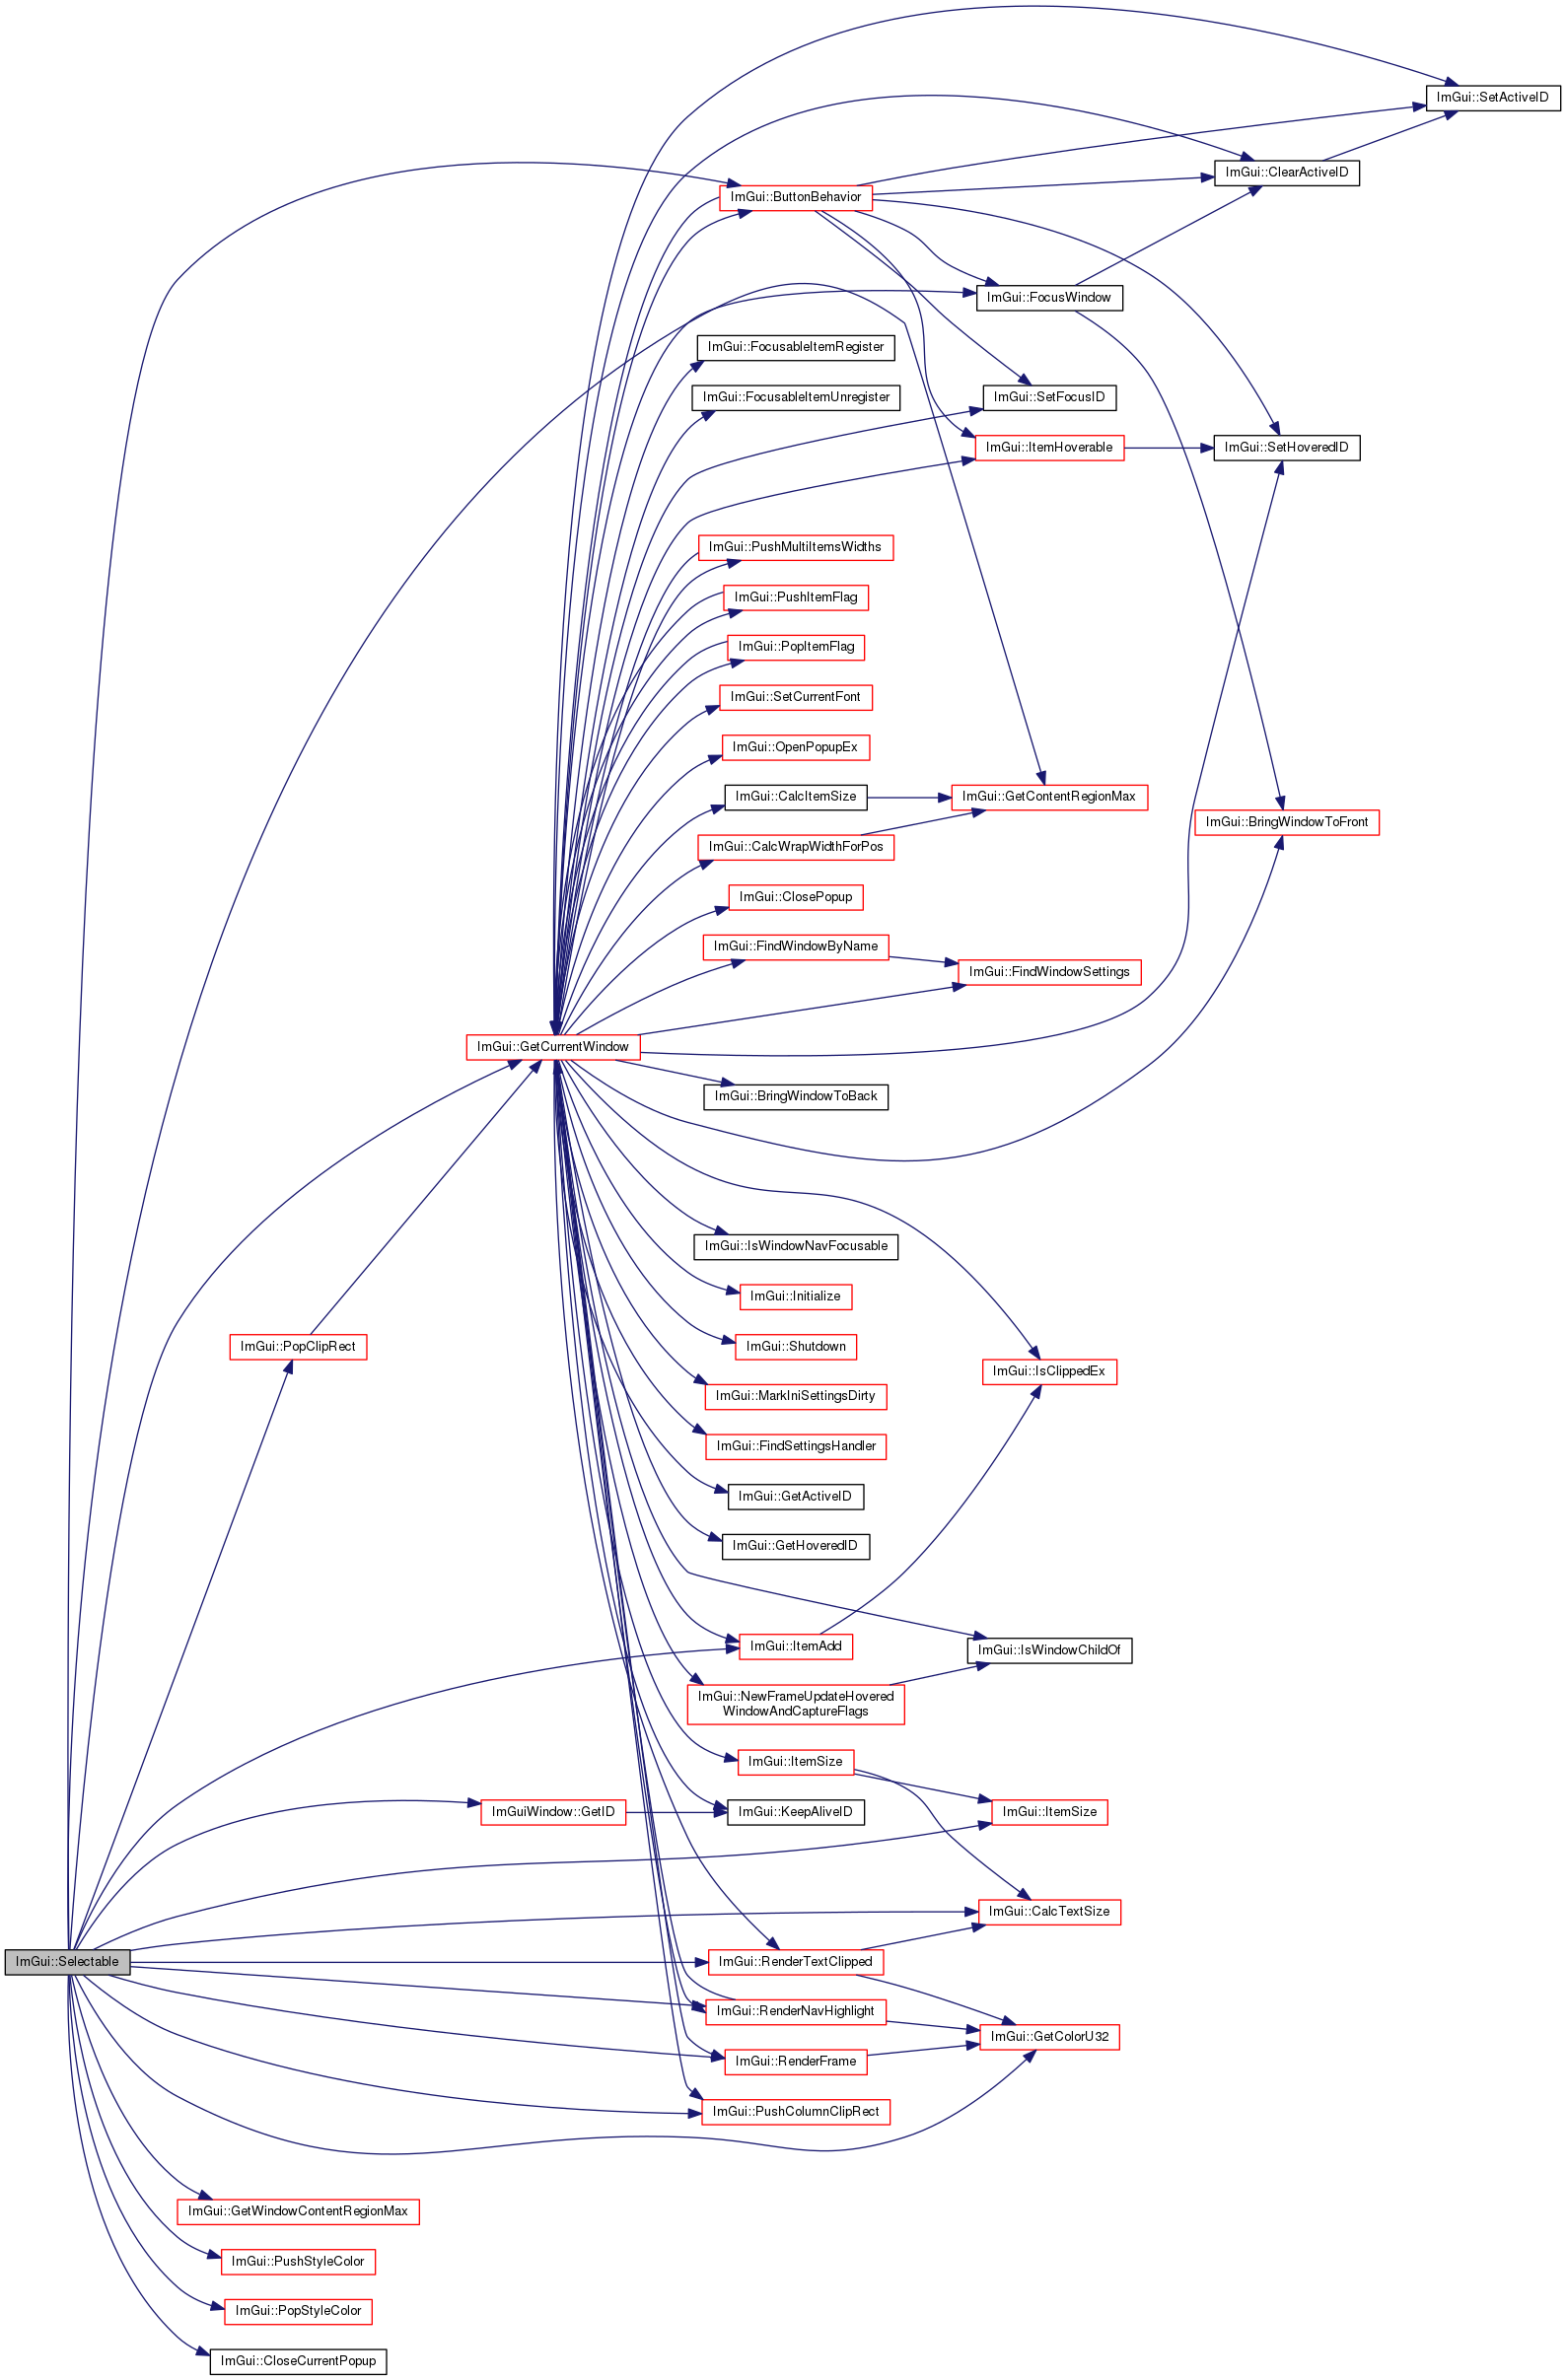 ImGui::SetActiveID
ImGui::ClearActiveID
ImGui::ButtonBehavior
ImGui::FocusWindow
ImGui::FocusableItemRegister
ImGui::FocusableItemUnregister
ImGui::SetFocusID
ImGui::ItemHoverable
ImGui::SetHoveredID
ImGui::PushMultiItemsWidths
ImGui::PushItemFlag
ImGui::PopItemFlag
ImGui::SetCurrentFont
ImGui::OpenPopupEx
ImGui::CalcItemSize
ImGui::GetContentRegionMax
ImGui::BringWindowToFront
ImGui::CalcWrapWidthForPos
ImGui::ClosePopup
ImGui::FindWindowByName
ImGui::FindWindowSettings
ImGui::GetCurrentWindow
ImGui::BringWindowToBack
ImGui::IsWindowNavFocusable
ImGui::Initialize
ImGui::PopClipRect
ImGui::Shutdown
ImGui::IsClippedEx
ImGui::MarkIniSettingsDirty
ImGui::FindSettingsHandler
ImGui::GetActiveID
ImGui::GetHoveredID
ImGui::ItemAdd
ImGui::IsWindowChildOf
ImGui::NewFrameUpdateHovered
WindowAndCaptureFlags
ImGui::ItemSize
ImGuiWindow::GetID
ImGui::KeepAliveID
ImGui::ItemSize
ImGui::CalcTextSize
ImGui::Selectable
ImGui::RenderTextClipped
ImGui::RenderNavHighlight
ImGui::GetColorU32
ImGui::RenderFrame
ImGui::PushColumnClipRect
ImGui::GetWindowContentRegionMax
ImGui::PushStyleColor
ImGui::PopStyleColor
ImGui::CloseCurrentPopup